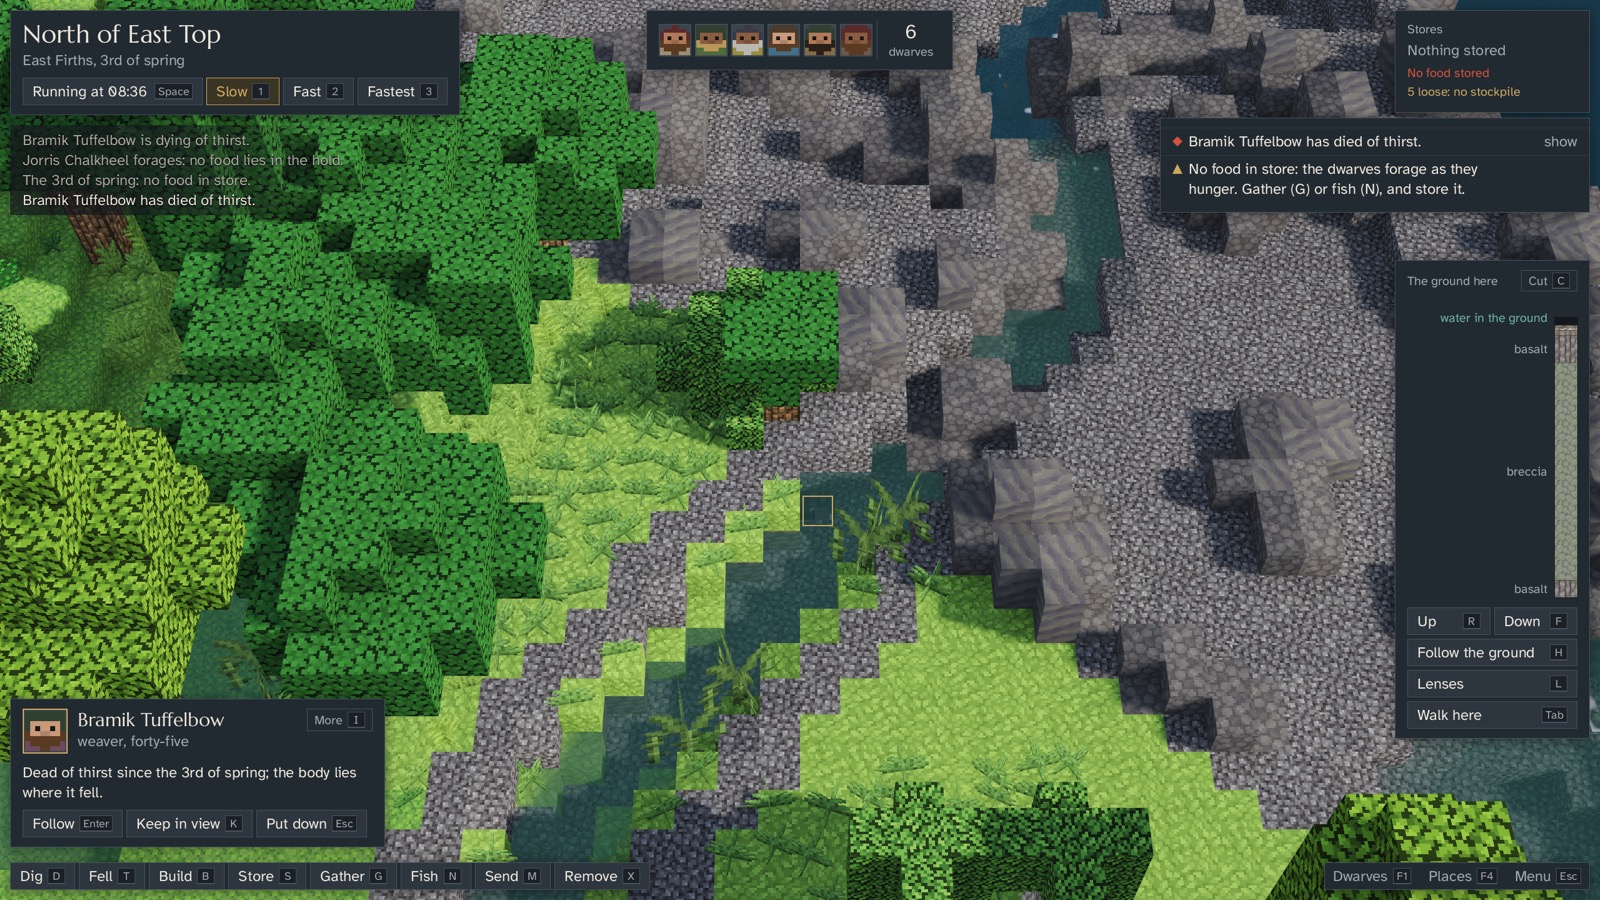 North of East Top
East Firths, 3rd of spring
Running at 08:36 Space Slow 1 Fast 2 Fastest 3
Bramik Tuffelbow is dying of thirst.
Jorris Chalkheel forages: no food lies in the hold.
The 3rd of spring: no food in store.
Bramik Tuffelbow has died of thirst.
6
dwarves
Stores
Nothing stored
No food stored
5 loose: no stockpile
Bramik Tuffelbow has died of thirst. show
No food in store: the dwarves forage as they
hunger. Gather (G) or fish (N), and store it.
The ground here Cut C
water in the ground
basalt
breccia
basalt
Up R Down F
Follow the ground H
Lenses L
Walk here Tab
Bramik Tuffelbow More I
weaver, forty-five
Dead of thirst since the 3rd of spring; the body lies
where it fell.
Follow Enter Keep in view K Put down Esc
Dig D Fell T Build B Store S Gather G Fish N Send M Remove X
Dwarves F1 Places F4 Menu Esc